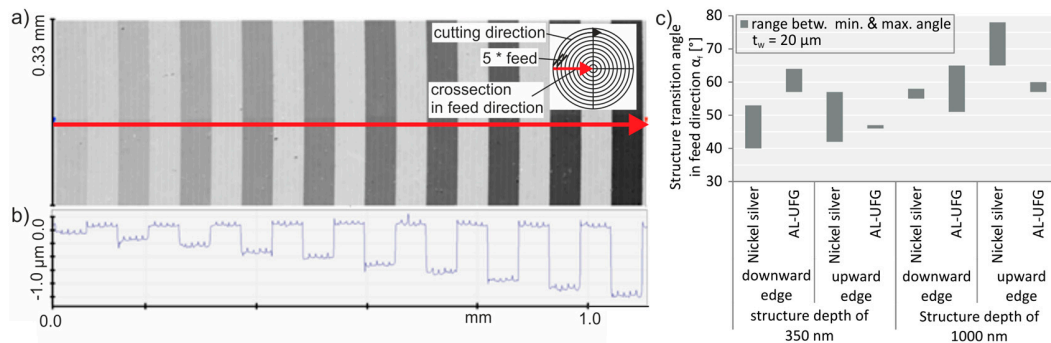 a)
0.33 mm
cutting direction
5 * feed
crossection
in feed direction
b)
-1.0 µm 0.0
0.0
mm
1.0
c)
Structure transition angle
in feed direction αt [°]
80
70
60
50
40
30
range betw. min. & max. angle
tw = 20 µm
Nickel silver
AL-UFG
Nickel silver
AL-UFG
Nickel silver
AL-UFG
Nickel silver
AL-UFG
downward
edge
upward
edge
downward
edge
upward
edge
structure depth of
350 nm
Structure depth of
1000 nm